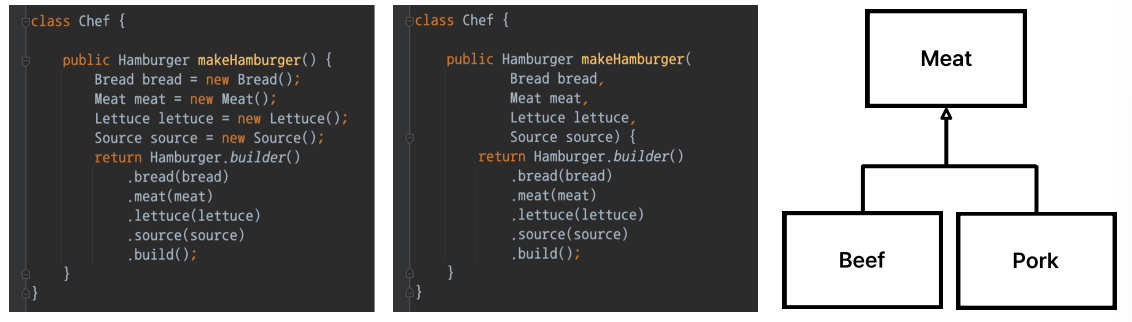 class Chef {
public Hamburger makeHamburger() {
Bread bread = new Bread();
Meat meat = new Meat();
Lettuce lettuce = new Lettuce();
Source source = new Source();
return Hamburger.builder()
.bread(bread)
.meat(meat)
.lettuce(lettuce)
.source(source)
.build();
}
}
class Chef {
public Hamburger makeHamburger(
Bread bread,
Meat meat,
Lettuce lettuce,
Source source) {
return Hamburger.builder()
.bread(bread)
.meat(meat)
.lettuce(lettuce)
.source(source)
.build();
}
}
Meat
Beef
Pork